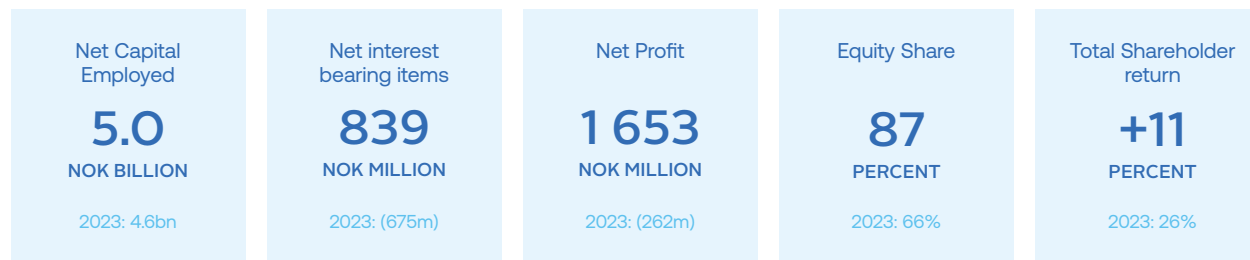 Net Capital
Employed
5.0
NOK BILLION
2023: 4.6bn
Net interest
bearing items
839
NOK MILLION
2023: (675m)
Net Profit
1 653
NOK MILLION
2023: (262m)
Equity Share
87
PERCENT
2023: 66%
Total Shareholder
return
+11
PERCENT
2023: 26%